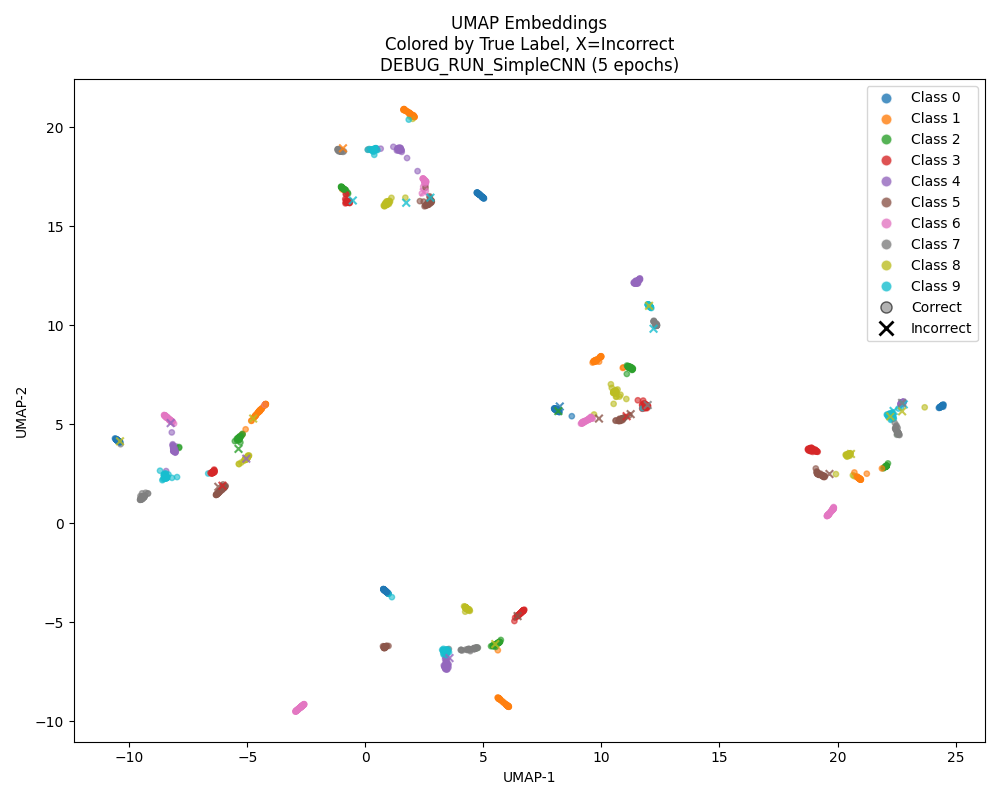 UMAP Embeddings
Colored by True Label, X=Incorrect
DEBUG_RUN_SimpleCNN (5 epochs)
Class 0
Class 1
Class 2
Class 3
Class 4
Class 5
Class 6
Class 7
Class 8
Class 9
Correct
Incorrect
UMAP-2
20
15
10
5
0
−5
−10
−10
−5
0
5
10
15
20
25
UMAP-1